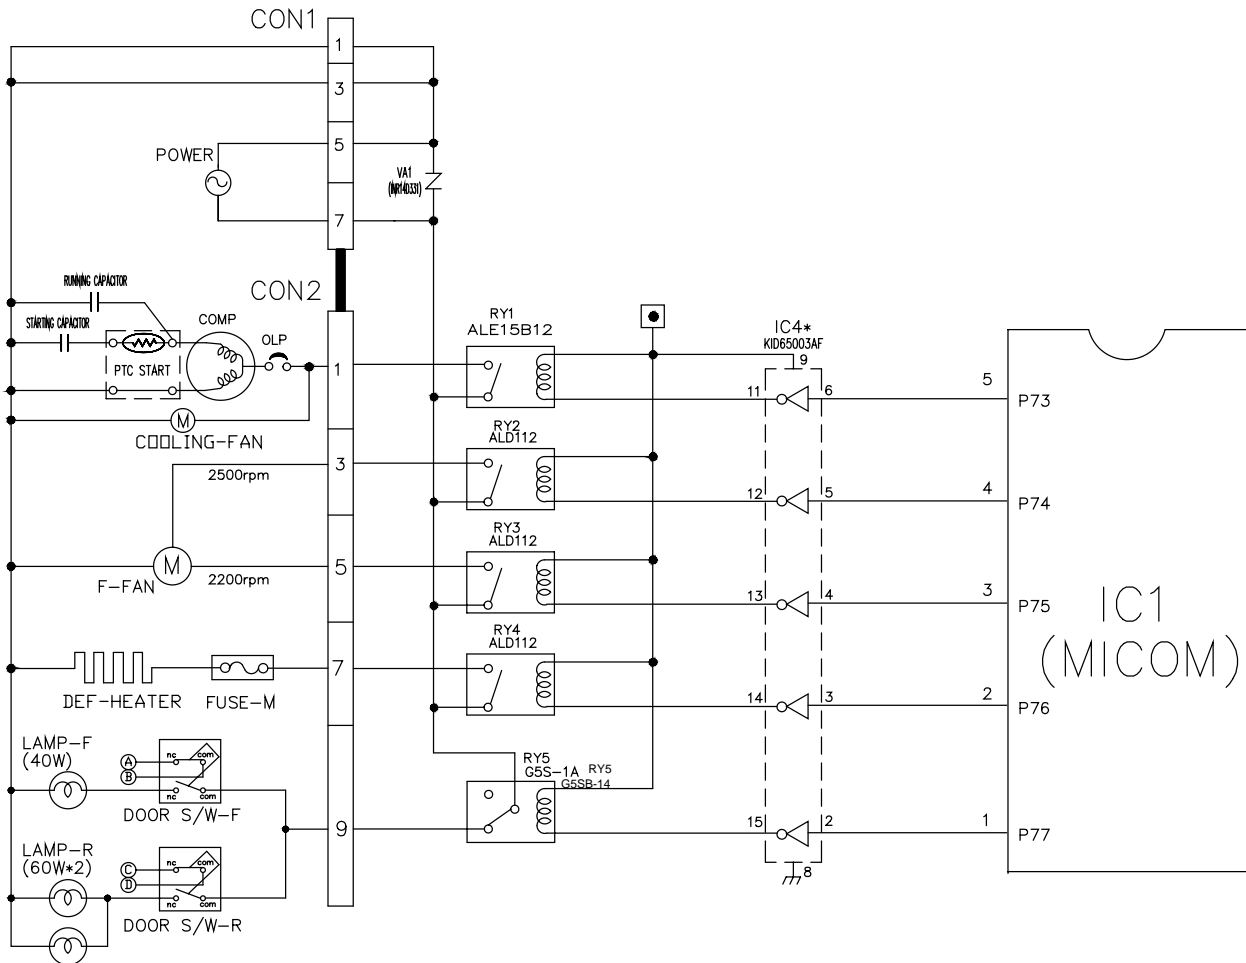 CON1
1
3
5
7
POWER
VA1
(INR14D331)
CON2
RUNNING CAPACITOR
STARTING CAPACITOR
PTC START
COMP
OLP
1
M
COOLING-FAN
2500rpm
3
M
F-FAN
2200rpm
5
DEF-HEATER
FUSE-M
7
LAMP-F
(40W)
A
B
nc
com
nc
com
DOOR S/W-F
9
LAMP-R
(60W*2)
C
D
nc
com
nc
com
DOOR S/W-R
RY1
ALE15B12
RY2
ALD112
RY3
ALD112
RY4
ALD112
RY5
G5S-1A
RY5
G5SB-14
IC4*
KID65003AF
9
11
6
12
5
13
4
14
3
15
2
8
5
P73
4
P74
3
P75
2
P76
1
P77
IC1
(MICOM)